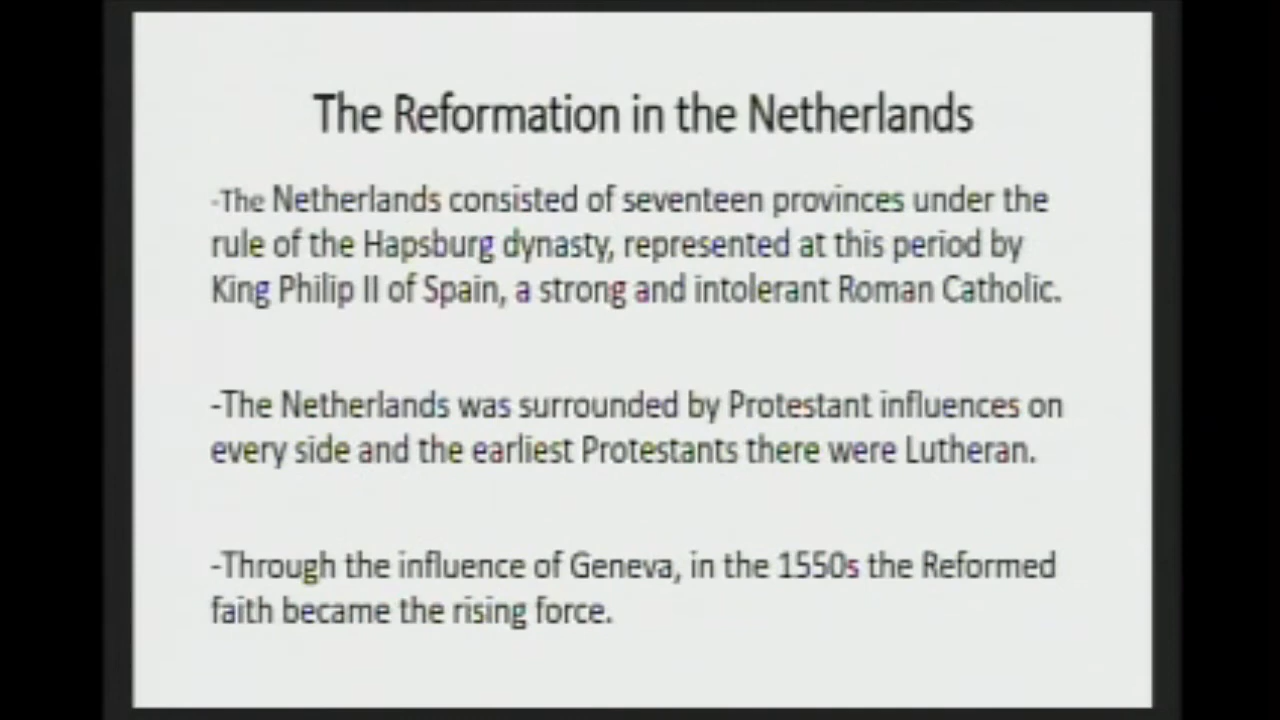 The Reformation in the Netherlands
-The Netherlands consisted of seventeen provinces under the
rule of the Hapsburg dynasty, represented at this period by
King Philip II of Spain, a strong and intolerant Roman Catholic.
-The Netherlands was surrounded by Protestant influences on
every side and the earliest Protestants there were Lutheran.
-Through the influence of Geneva, in the 1550s the Reformed
faith became the rising force.